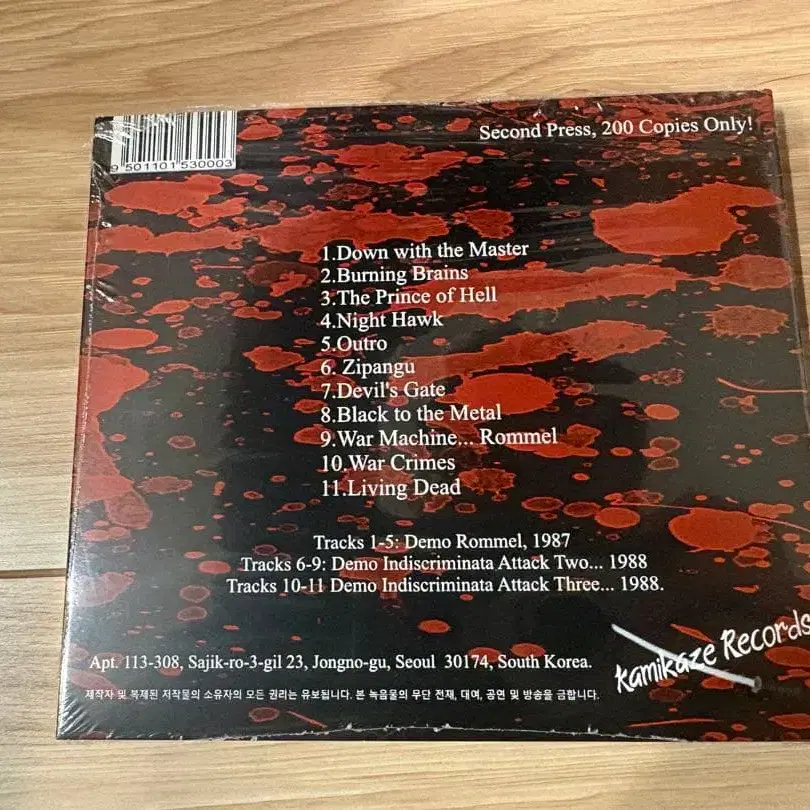 9 501101 530003
Second Press, 200 Copies Only!
1.Down with the Master
2.Burning Brains
3.The Prince of Hell
4.Night Hawk
5.Outro
6. Zipangu
7.Devil's Gate
8.Black to the Metal
9.War Machine... Rommel
10.War Crimes
11.Living Dead
Tracks 1-5: Demo Rommel, 1987
Tracks 6-9: Demo Indiscriminata Attack Two... 1988
Tracks 10-11 Demo Indiscriminata Attack Three... 1988.
Kamikaze Records
Apt. 113-308, Sajik-ro-3-gil 23, Jongno-gu, Seoul 30174, South Korea.
제작자 및 복제된 저작물의 소유자의 모든 권리는 유보됩니다. 본 녹음물의 무단 전재, 대여, 공연 및 방송을 금합니다.